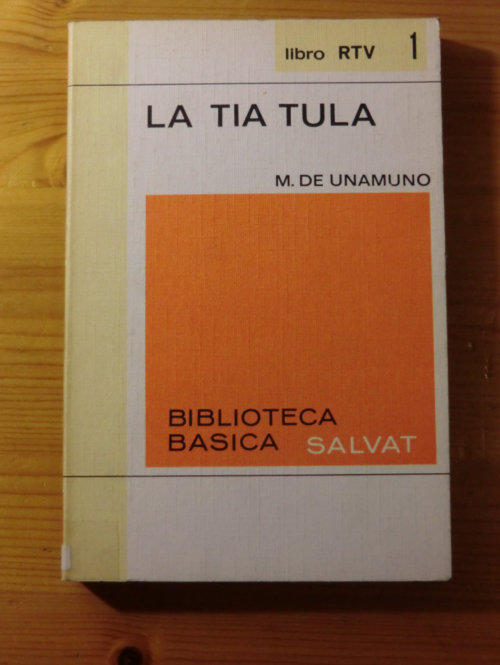 libro RTV 1
LA TIA TULA
M. DE UNAMUNO
BIBLIOTECA
BASICA SALVAT